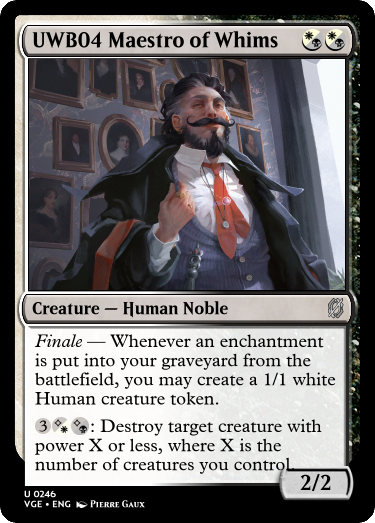 UWB04 Maestro of Whims
Creature — Human Noble
Finale — Whenever an enchantment
is put into your graveyard from the
battlefield, you may create a 1/1 white
Human creature token.
3 : Destroy target creature with
power X or less, where X is the
number of creatures you control.
2/2
U 0246
VGE • ENG Pierre Gaux